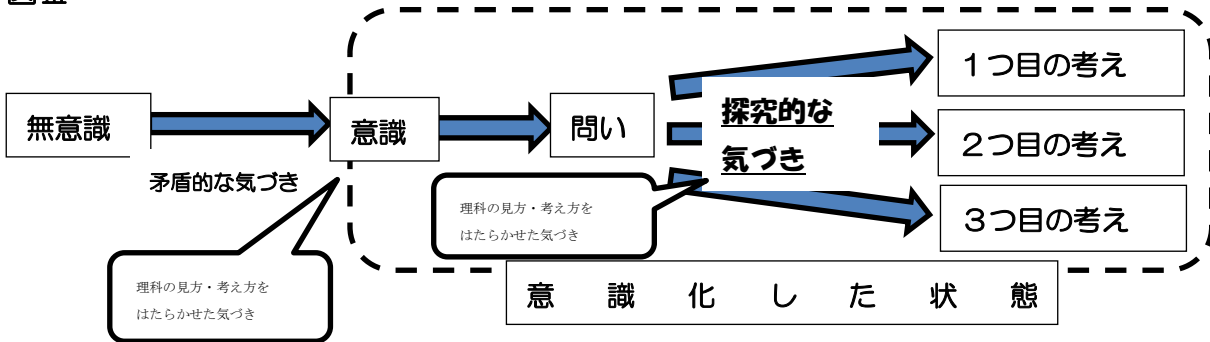 無意識
矛盾的な気づき
意識
問い
探究的な
気づき
1つ目の考え
2つ目の考え
3つ目の考え
理科の見方・考え方を
はたらかせた気づき
理科の見方・考え方を
はたらかせた気づき
意識化した状態